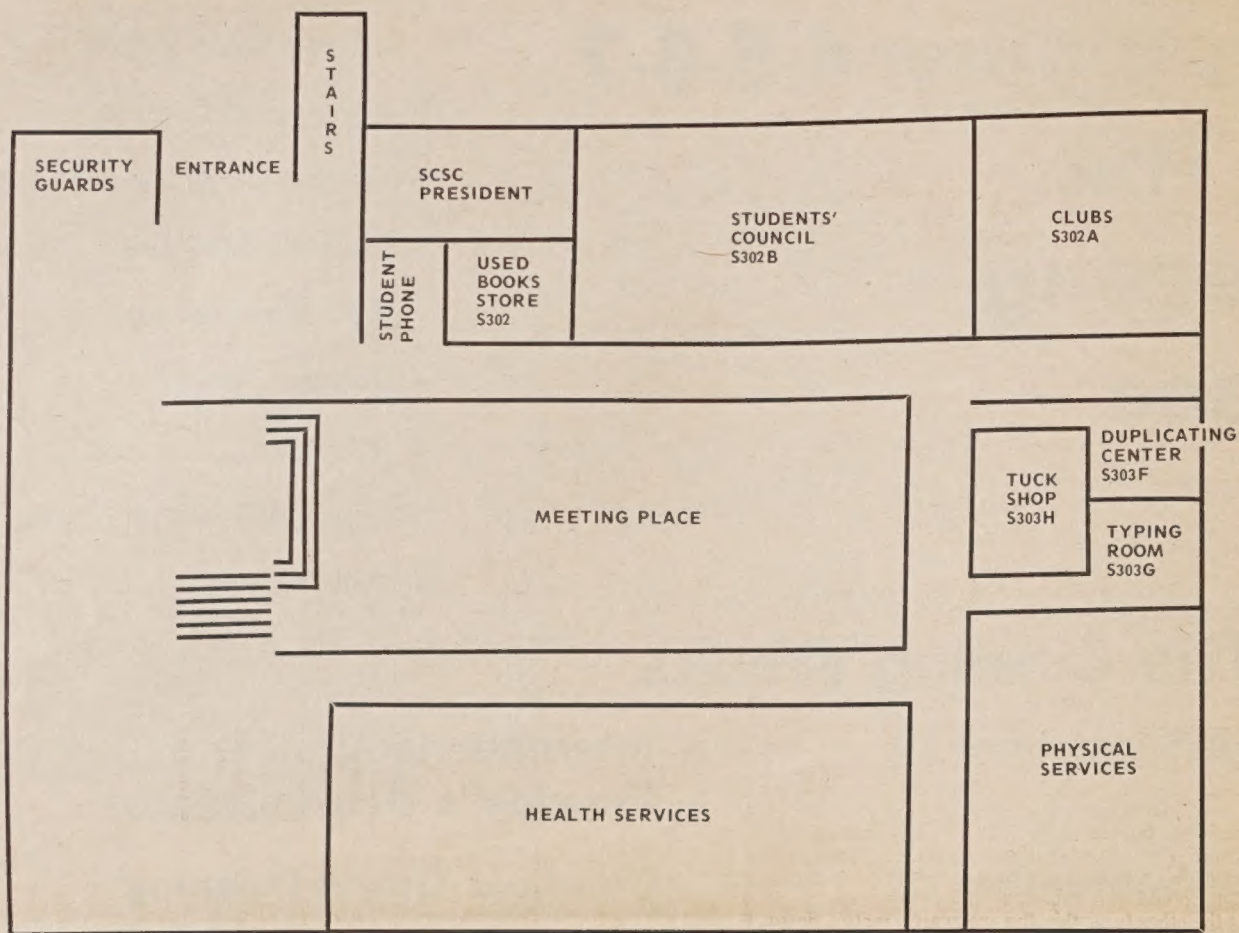 STAIRS
SECURITY
GUARDS
ENTRANCE
SCSC
PRESIDENT
STUDENTS'
COUNCIL
S302B
CLUBS
S302A
STUDENT
PHONE
USED
BOOKS
STORE
S302
DUPLICATING
CENTER
S303F
TUCK
SHOP
S303H
MEETING PLACE
TYPING
ROOM
S303G
PHYSICAL
SERVICES
HEALTH SERVICES